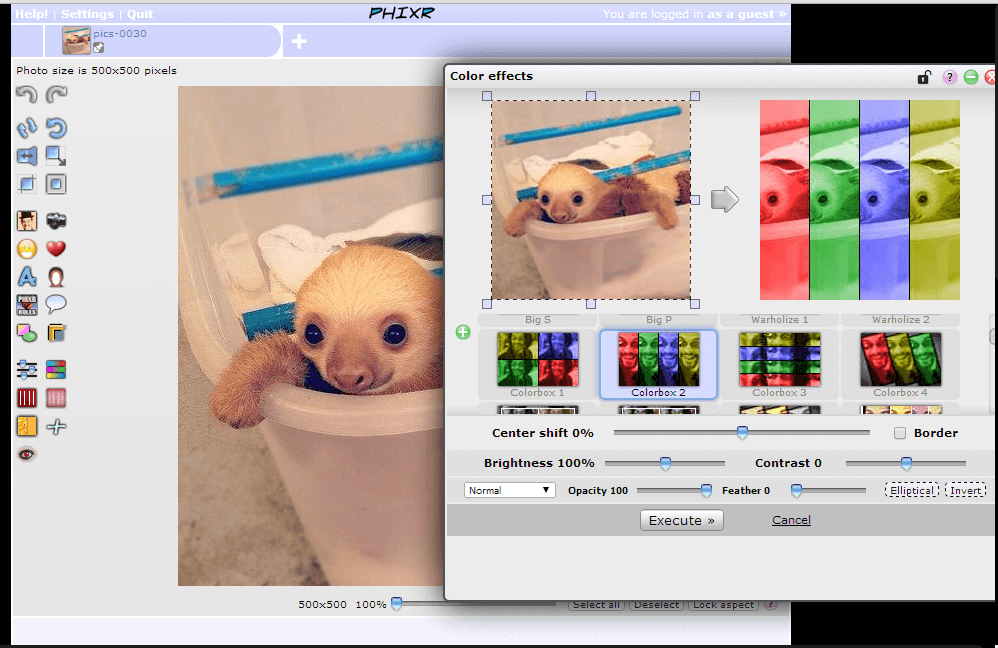 Help! | Settings | Quit
PHIXR
You are logged in as a guest »
pics-0030
Photo size is 500x500 pixels
Color effects
Big S
Big P
Warholize 1
Warholize 2
Colorbox 1
Colorbox 2
Colorbox 3
Colorbox 4
Center shift 0%
Border
Brightness 100%
Contrast 0
Normal
Opacity 100
Feather 0
Elliptical
Invert
Execute »
Cancel
PHIXR
RULES
500x500 100%
Select all
Deselect
Lock aspect
?